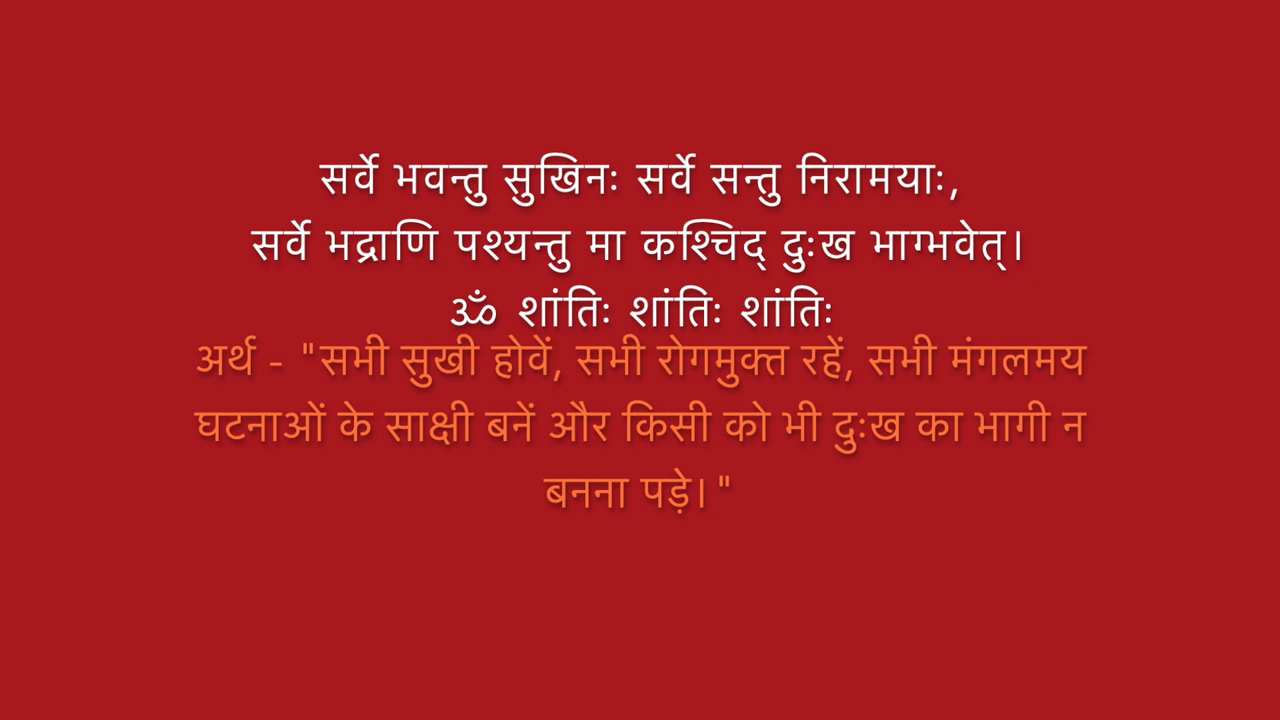 सर्वे भवन्तु सुखिनः सर्वे सन्तु निरामयाः,
सर्वे भद्राणि पश्यन्तु मा कश्चिद् दुःख भाग्भवेत्।
ॐ शांतिः शांतिः शांतिः
अर्थ - "सभी सुखी होवें, सभी रोगमुक्त रहें, सभी मंगलमय
घटनाओं के साक्षी बनें और किसी को भी दुःख का भागी न
बनना पड़े। "